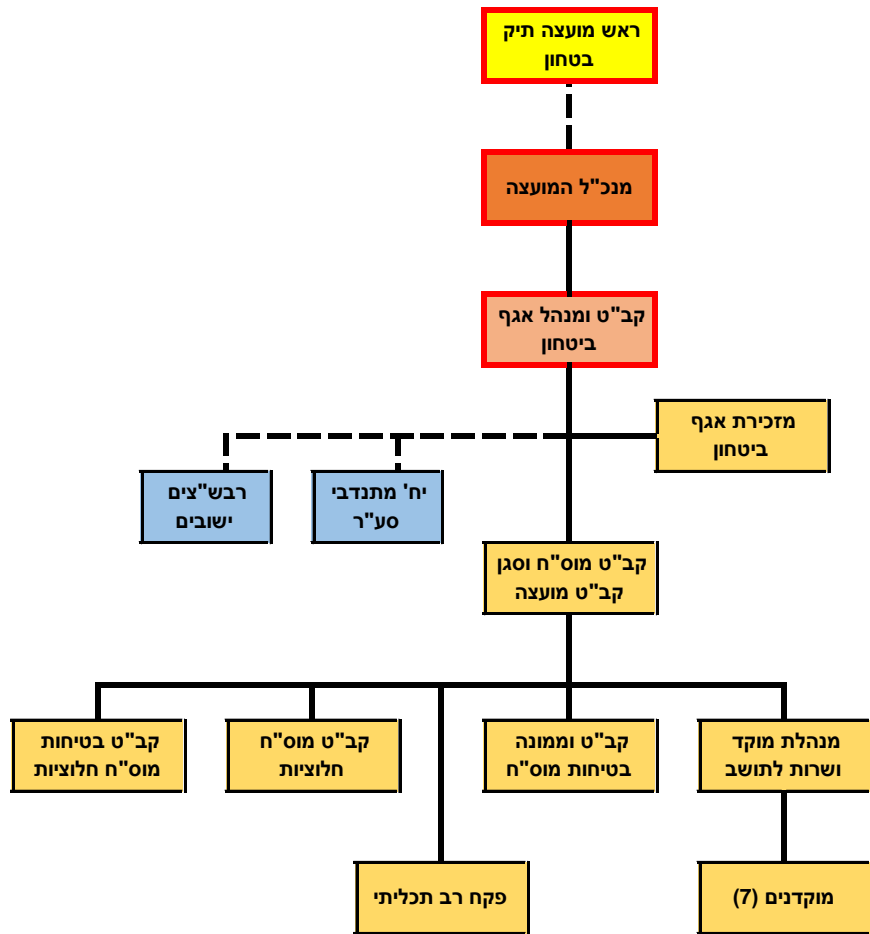 ראש מועצה תיק
בטחון
מנכ"ל המועצה
קב"ט ומנהל אגף
ביטחון
מזכירת אגף
ביטחון
יח' מתנדבי
סע"ר
רבש"צים
ישובים
קב"ט מוס"ח וסגן
קב"ט מועצה
מנהלת מוקד
ושרות לתושב
קב"ט וממונה
בטיחות מוס"ח
קב"ט מוס"ח
חלוציות
קב"ט בטיחות
מוס"ח חלוציות
מוקדנים (7)
פקח רב תכליתי